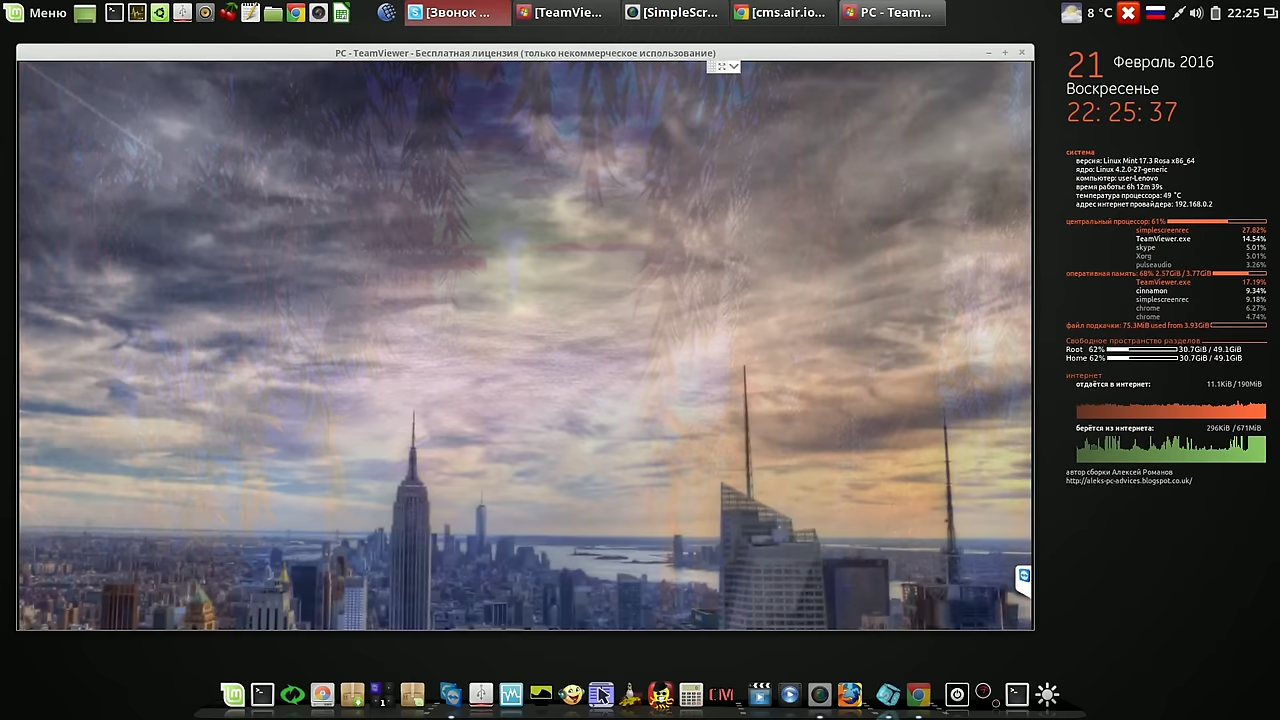 Меню
[Звонок ...
[TeamVie...
[SimpleScr...
[cms.air.io...
PC - Team...
8 °C
22:25
PC - TeamViewer - Бесплатная лицензия (только некоммерческое использование)
21 Февраль 2016
Воскресенье
22: 25: 37
система
версия: Linux Mint 17.3 Rosa x86_64
ядро: Linux 4.2.0-27-generic
компьютер: user-Lenovo
время работы: 6h 12m 39s
температура процессора: 49 °C
адрес интернет провайдера: 192.168.0.2
центральный процессор: 61%
simplescreenrec 27.82%
TeamViewer.exe 14.54%
skype 5.01%
Xorg 5.01%
pulseaudio 3.26%
оперативная память: 68% 2.57GiB / 3.77GiB
TeamViewer.exe 17.19%
cinnamon 9.34%
simplescreenrec 9.18%
chrome 6.27%
chrome 4.74%
файл подкачки: 75.3MiB used from 3.93GiB
Свободное пространство разделов
Root 62% 30.7GiB / 49.1GiB
Home 62% 30.7GiB / 49.1GiB
интернет
отдаётся в интернет: 11.1KiB / 190MiB
берётся из интернета: 296KiB / 671MiB
автор сборки Алексей Романов
http://aleks-pc-advices.blogspot.co.uk/